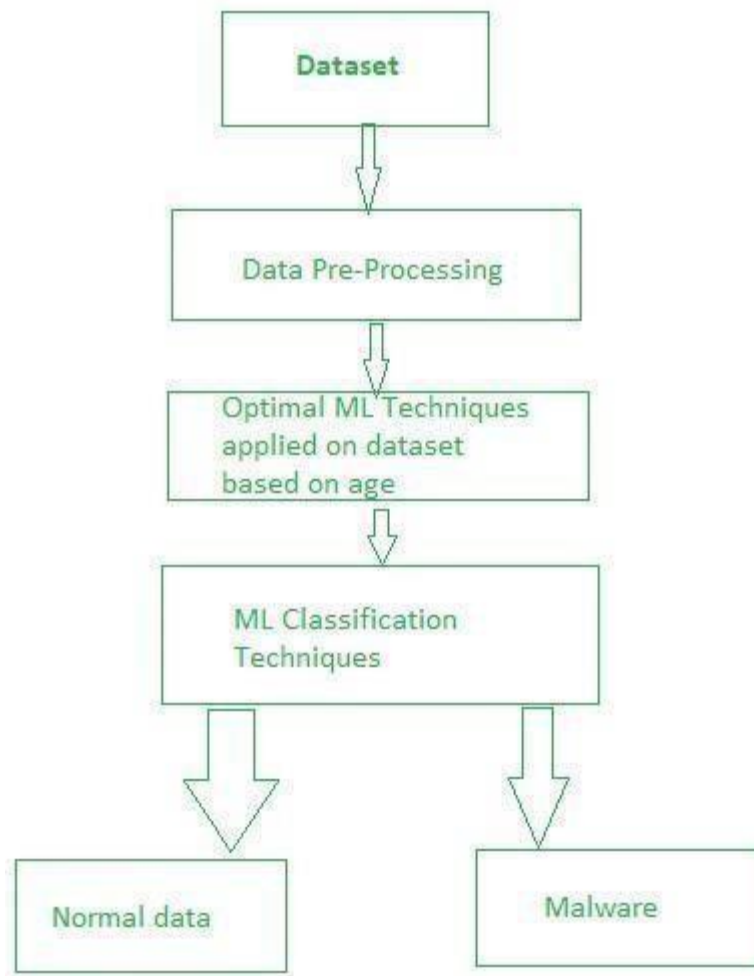 Dataset
Data Pre-Processing
Optimal ML Techniques
applied on dataset
based on age
ML Classification
Techniques
Normal data
Malware